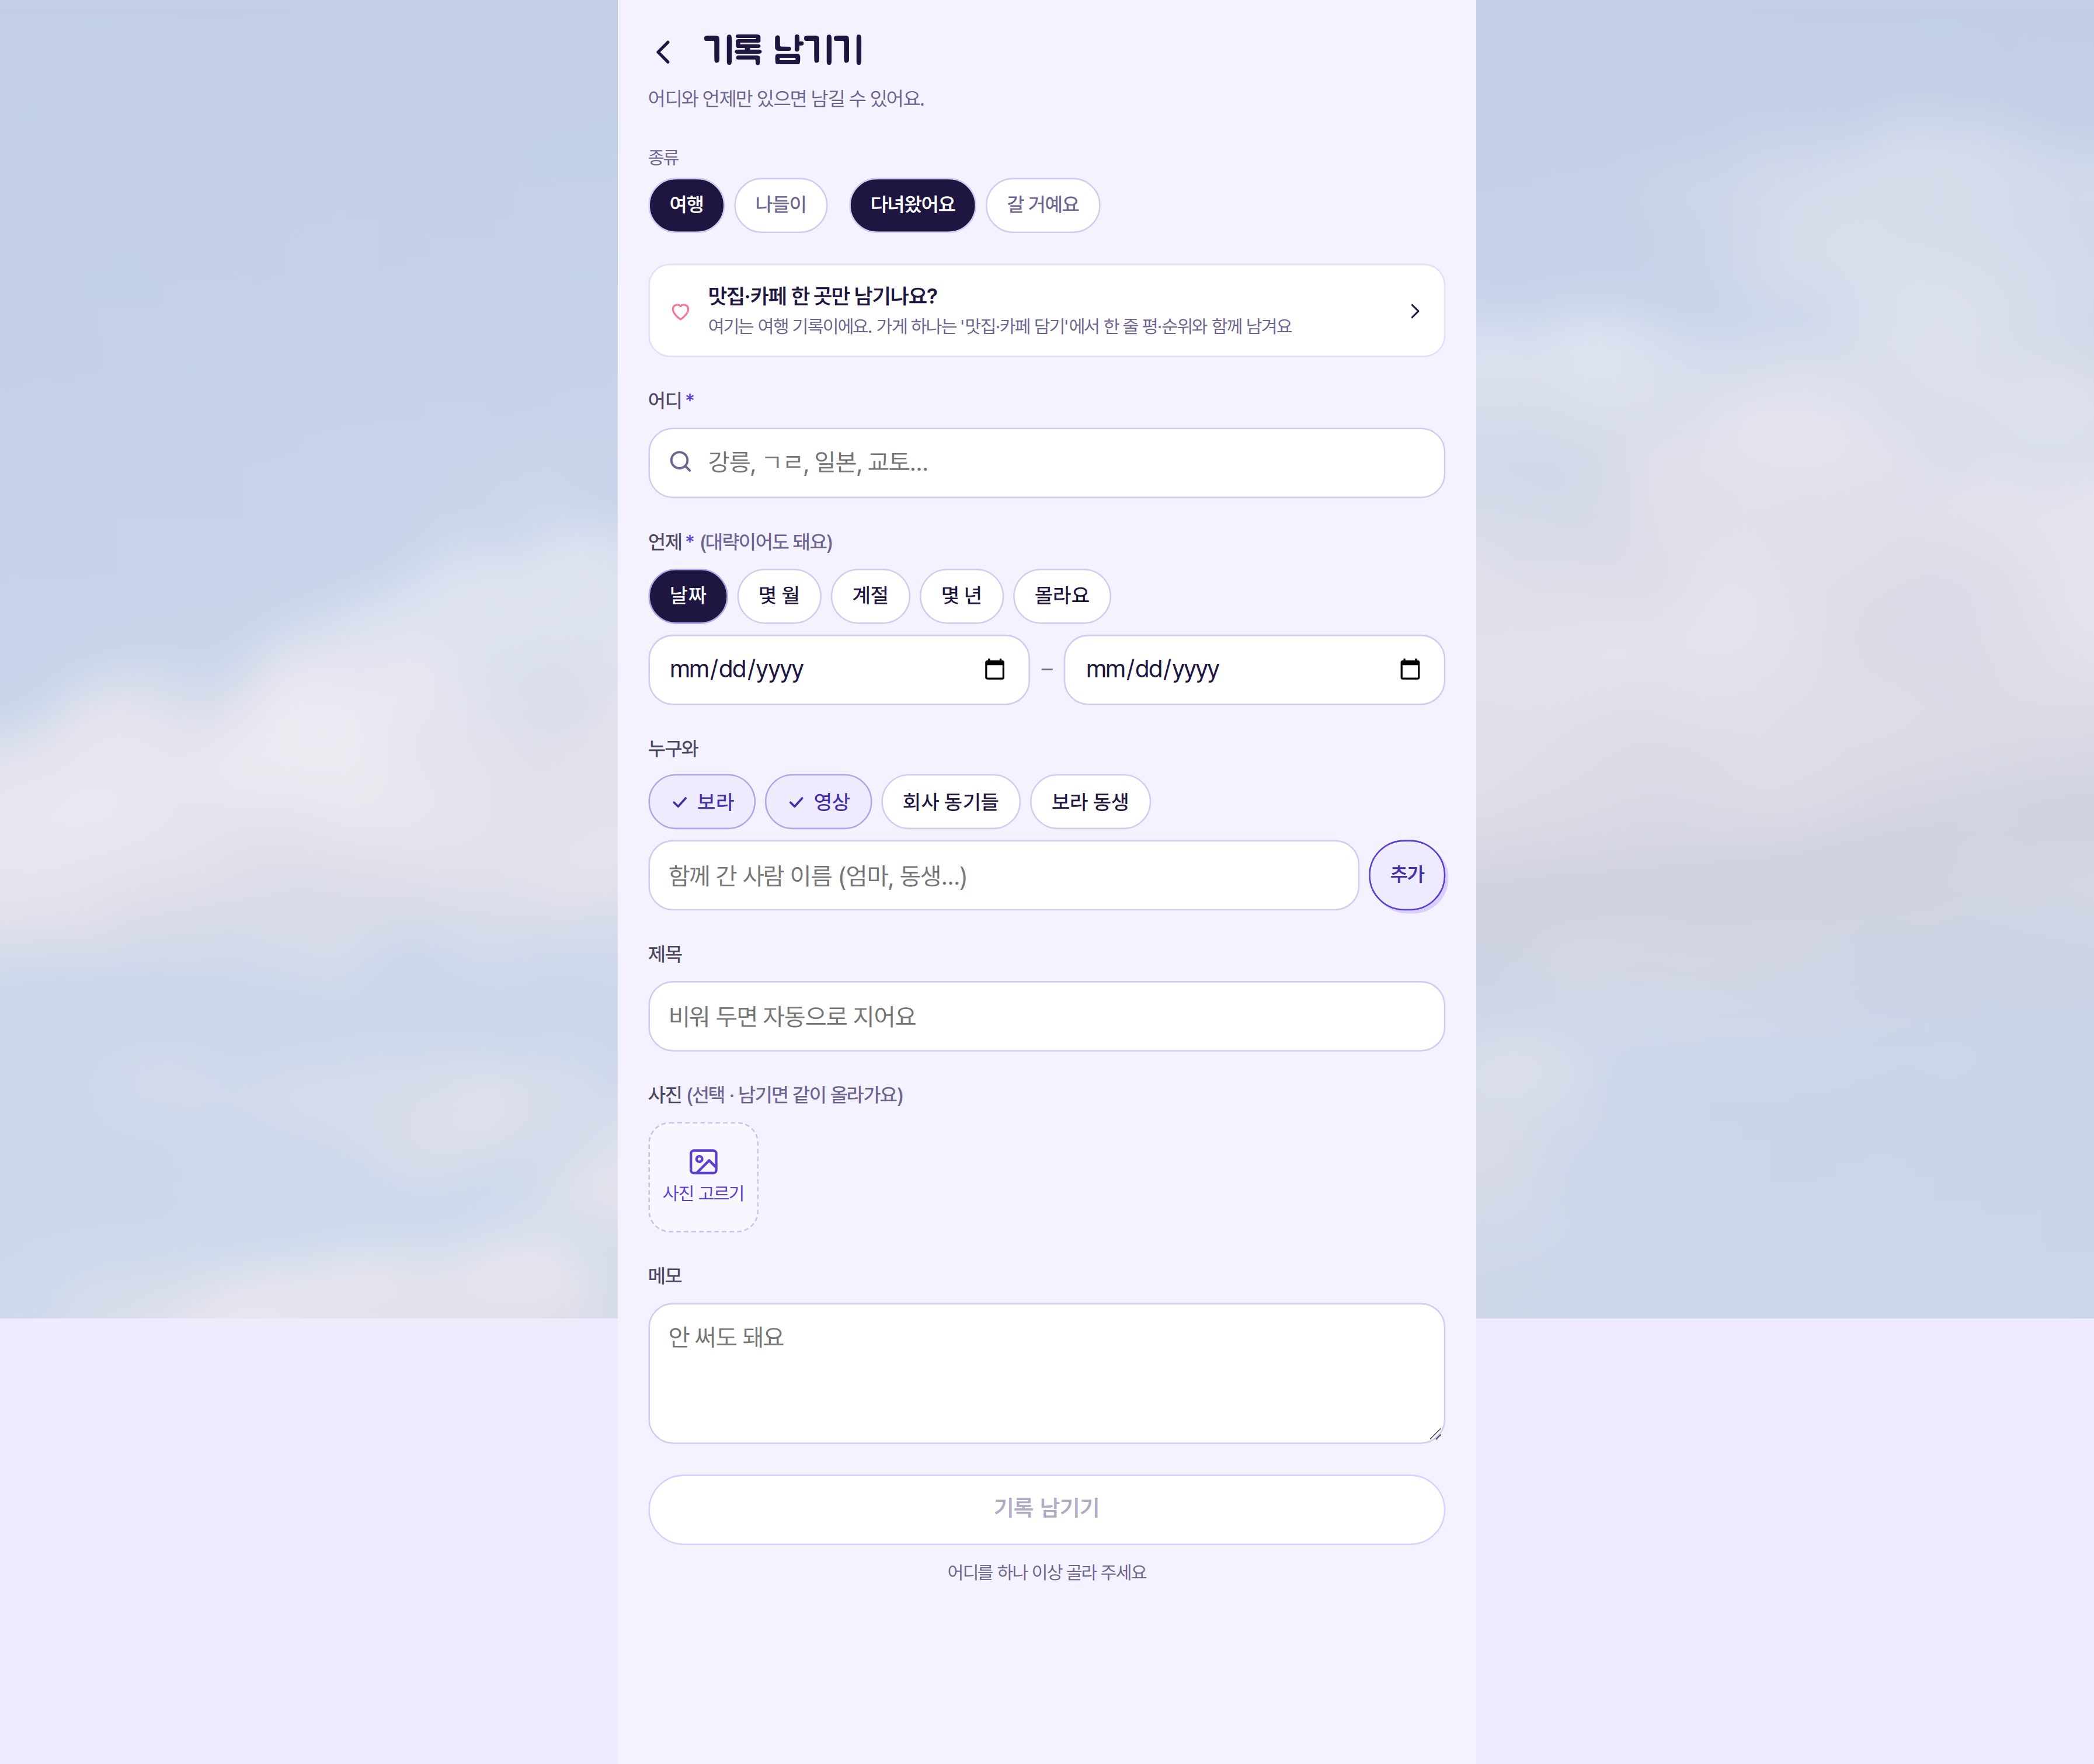 기록 남기기
어디와 언제만 있으면 남길 수 있어요.
종류
여행 나들이 다녀왔어요 갈 거예요
맛집·카페 한 곳만 남기나요?
여기는 여행 기록이에요. 가게 하나는 '맛집·카페 담기'에서 한 줄 평·순위와 함께 남겨요
어디 *
강릉, ㄱㄹ, 일본, 교토...
언제 * (대략이어도 돼요)
날짜 몇 월 계절 몇 년 몰라요
mm/dd/yyyy – mm/dd/yyyy
누구와
보라 영상 회사 동기들 보라 동생
함께 간 사람 이름 (엄마, 동생...) 추가
제목
비워 두면 자동으로 지어요
사진 (선택 · 남기면 같이 올라가요)
사진 고르기
메모
안 써도 돼요
기록 남기기
어디를 하나 이상 골라 주세요